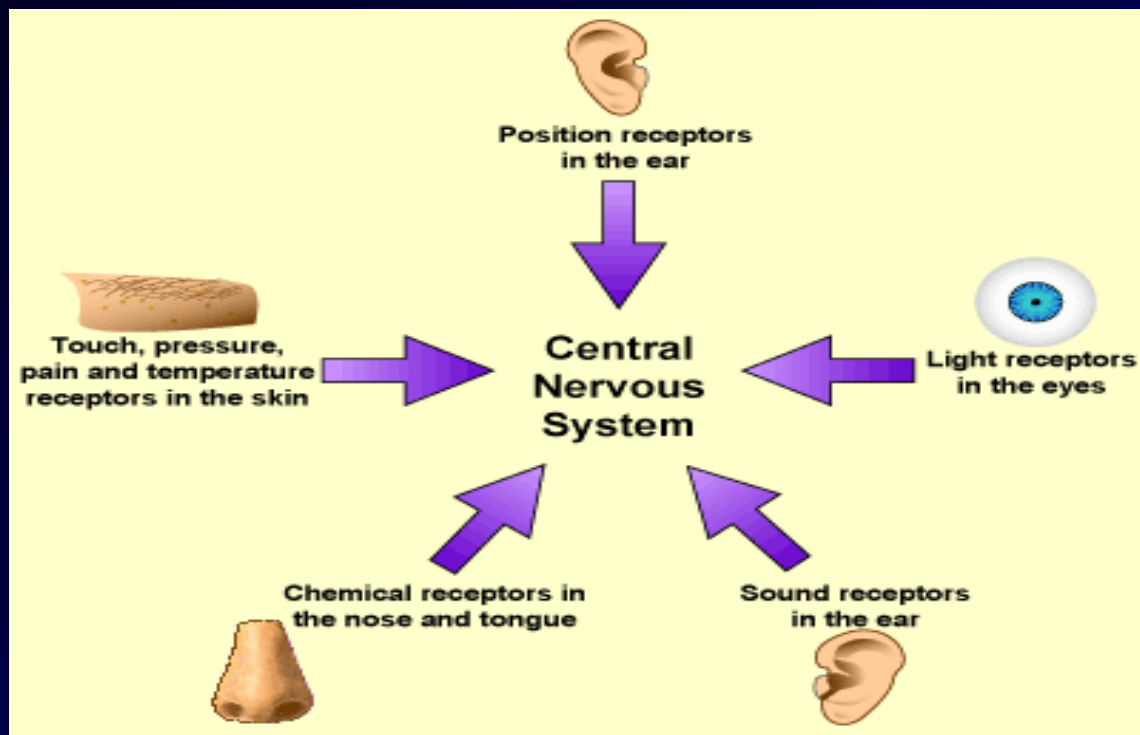 Position receptors
in the ear
Touch, pressure,
pain and temperature
receptors in the skin
Central
Nervous
System
Light receptors
in the eyes
Chemical receptors in
the nose and tongue
Sound receptors
in the ear